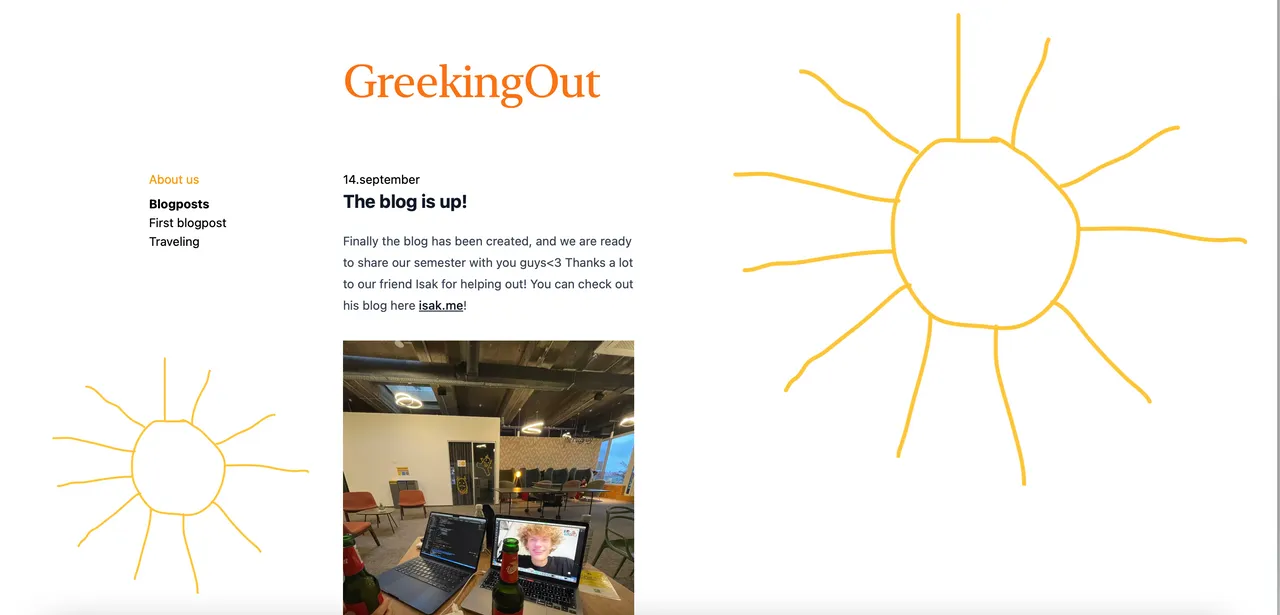 GreekingOut
About us
Blogposts
First blogpost
Traveling
14.september
The blog is up!
Finally the blog has been created, and we are ready
to share our semester with you guys<3 Thanks a lot
to our friend Isak for helping out! You can check out
his blog here isak.me!